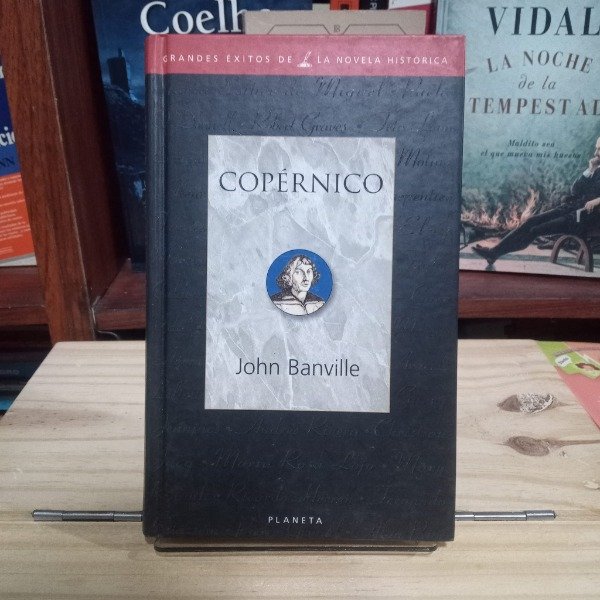 Coelho
VIDAL
LA NOCHE
de la
TEMPESTAD
Maldito sea
el que mueva mis huesos
GRANDES ÉXITOS DE LA NOVELA HISTÓRICA
COPÉRNICO
John Banville
PLANETA